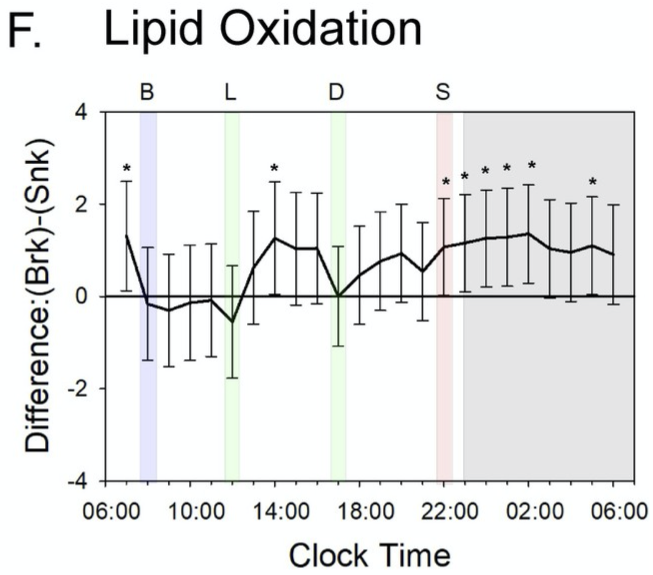 F. Lipid Oxidation
B L D S
4
* * * * * * * *
2
0
-2
-4
Difference:(Brk)-(Snk)
06:00 10:00 14:00 18:00 22:00 02:00 06:00
Clock Time